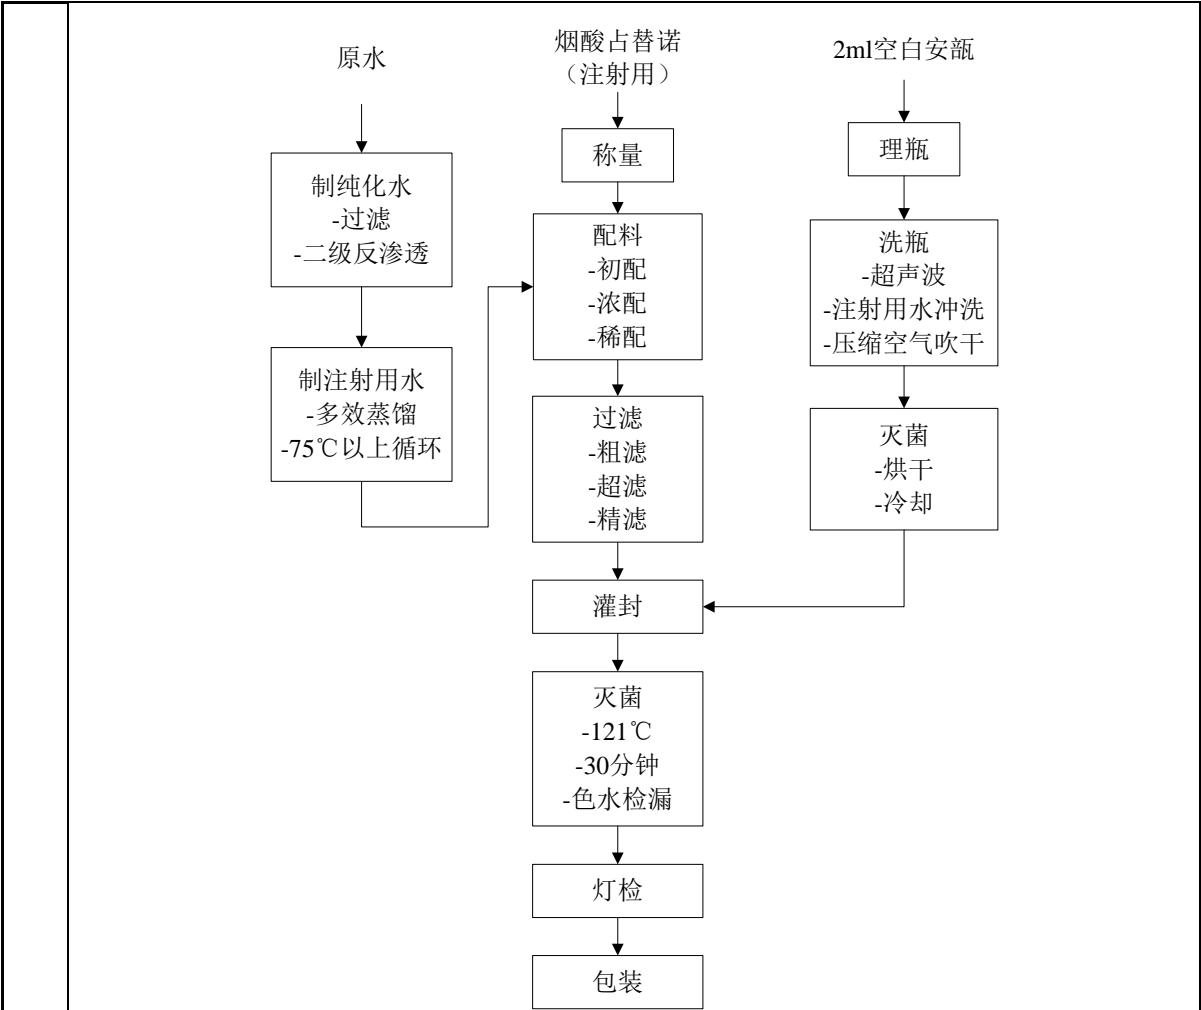 原水
制纯化水
-过滤
-二级反渗透
制注射用水
-多效蒸馏
-75℃以上循环
烟酸占替诺
（注射用）
称量
配料
-初配
-浓配
-稀配
过滤
-粗滤
-超滤
-精滤
2ml空白安瓿
理瓶
洗瓶
-超声波
-注射用水冲洗
-压缩空气吹干
灭菌
-烘干
-冷却
灌封
灭菌
-121℃
-30分钟
-色水检漏
灯检
包装